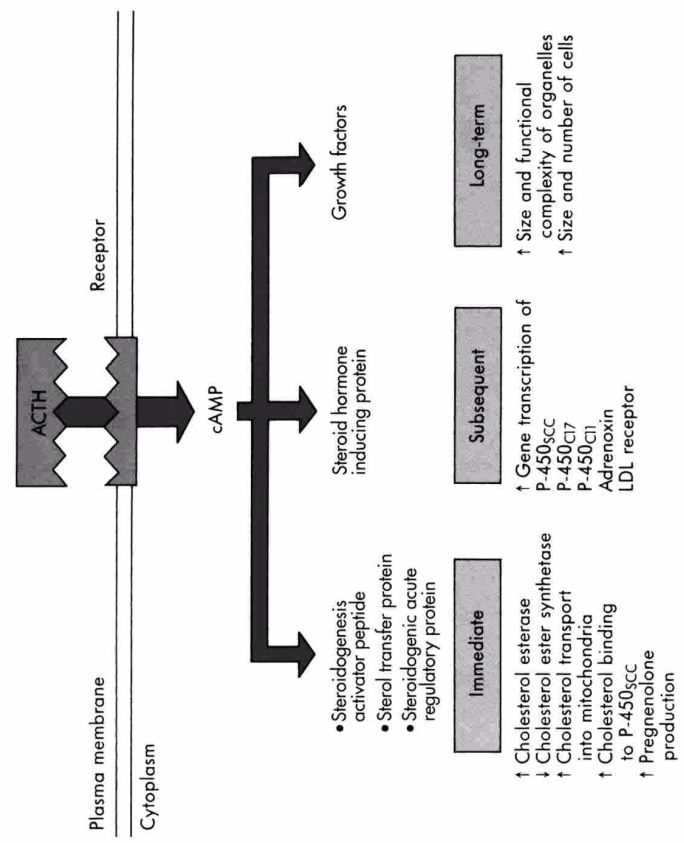 ACTH
Plasma membrane
Receptor
Cytoplasm
cAMP
• Steroidogenesis
activator peptide
• Sterol transfer protein
• Steroidogenic acute
regulatory protein
Steroid hormone
inducing protein
Growth factors
Immediate
↑ Cholesterol esterase
↓ Cholesterol ester synthetase
↑ Cholesterol transport
into mitochondria
↑ Cholesterol binding
to P-450SCC
↑ Pregnenolone
production
Subsequent
↑ Gene transcription of
P-450SCC
P-450C17
P-450C11
Adrenoxin
LDL receptor
Long-term
↑ Size and functional
complexity of organelles
↑ Size and number of cells